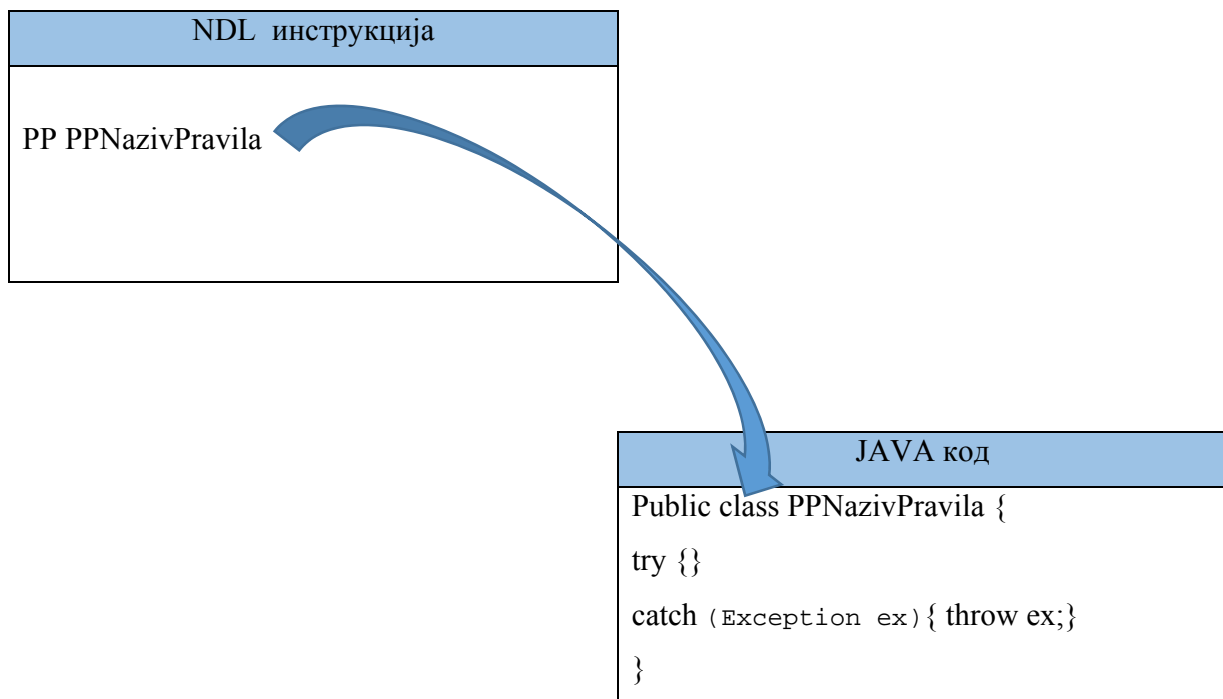 NDL инструкција
PP PPNazivPravila
JAVA код
Public class PPNazivPravila {
try {}
catch (Exception ex){ throw ex;}
}